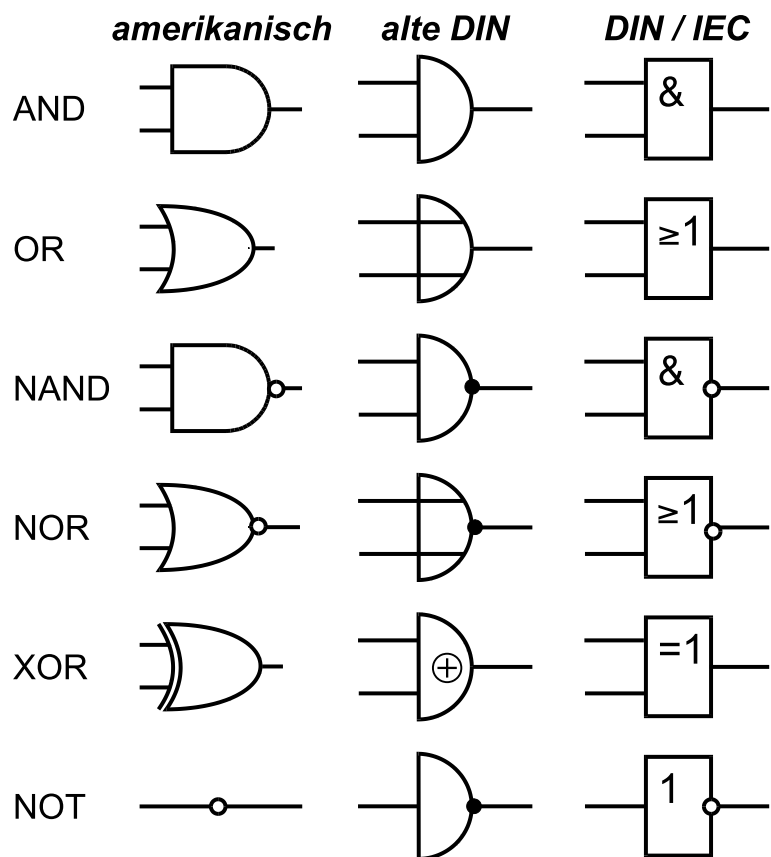 amerikanisch alte DIN DIN / IEC
AND &
OR ≥1
NAND &
NOR ≥1
XOR + =1
NOT 1